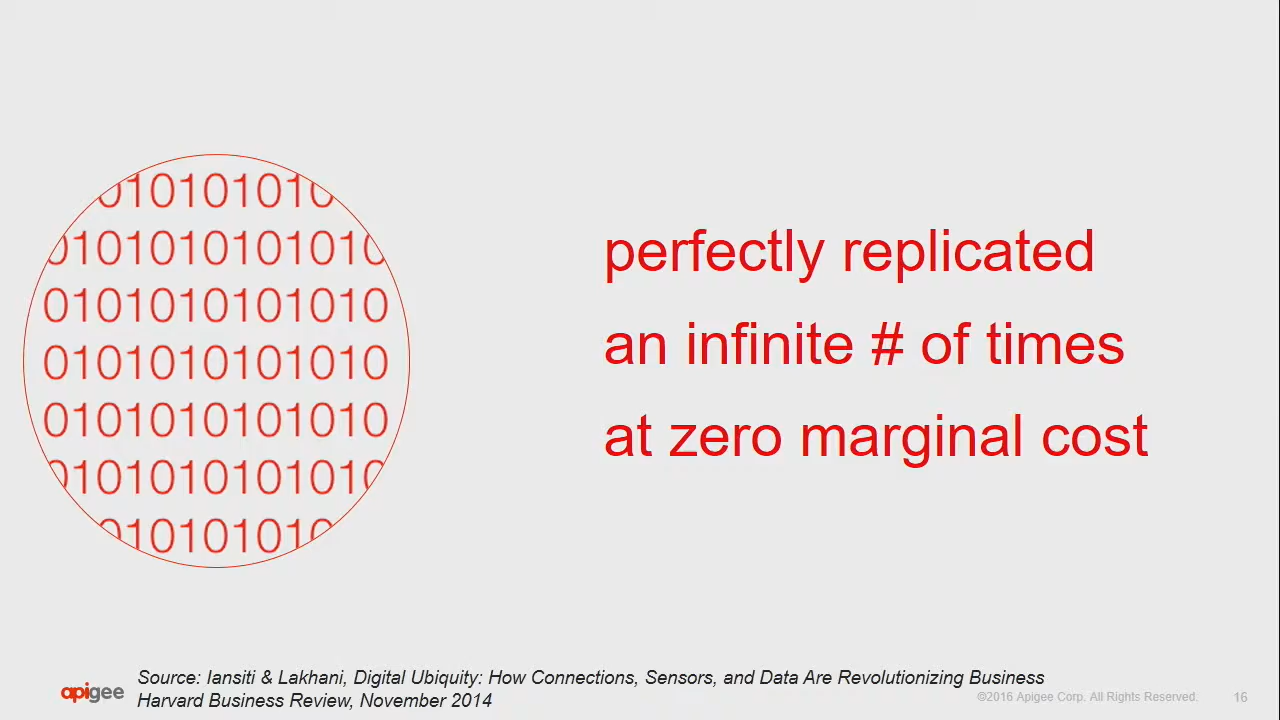 01010101 0
0101010101010
0101010101010
0101010101010
0101010101010
0101010101010
010101010
perfectly replicated
an infinite # of times
at zero marginal cost
Source: Iansiti & Lakhani, Digital Ubiquity: How Connections, Sensors, and Data Are Revolutionizing Business
Harvard Business Review, November 2014
apigee
©2016 Apigee Corp. All Rights Reserved.
16